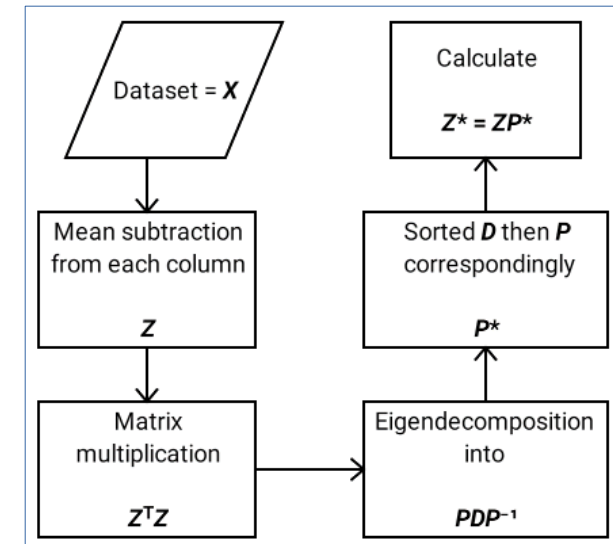 Dataset = X
Mean subtraction
from each column
Z
Matrix
multiplication
ZᵀZ
Eigendecomposition
into
PDP⁻¹
Sorted D then P
correspondingly
P*
Calculate
Z* = ZP*